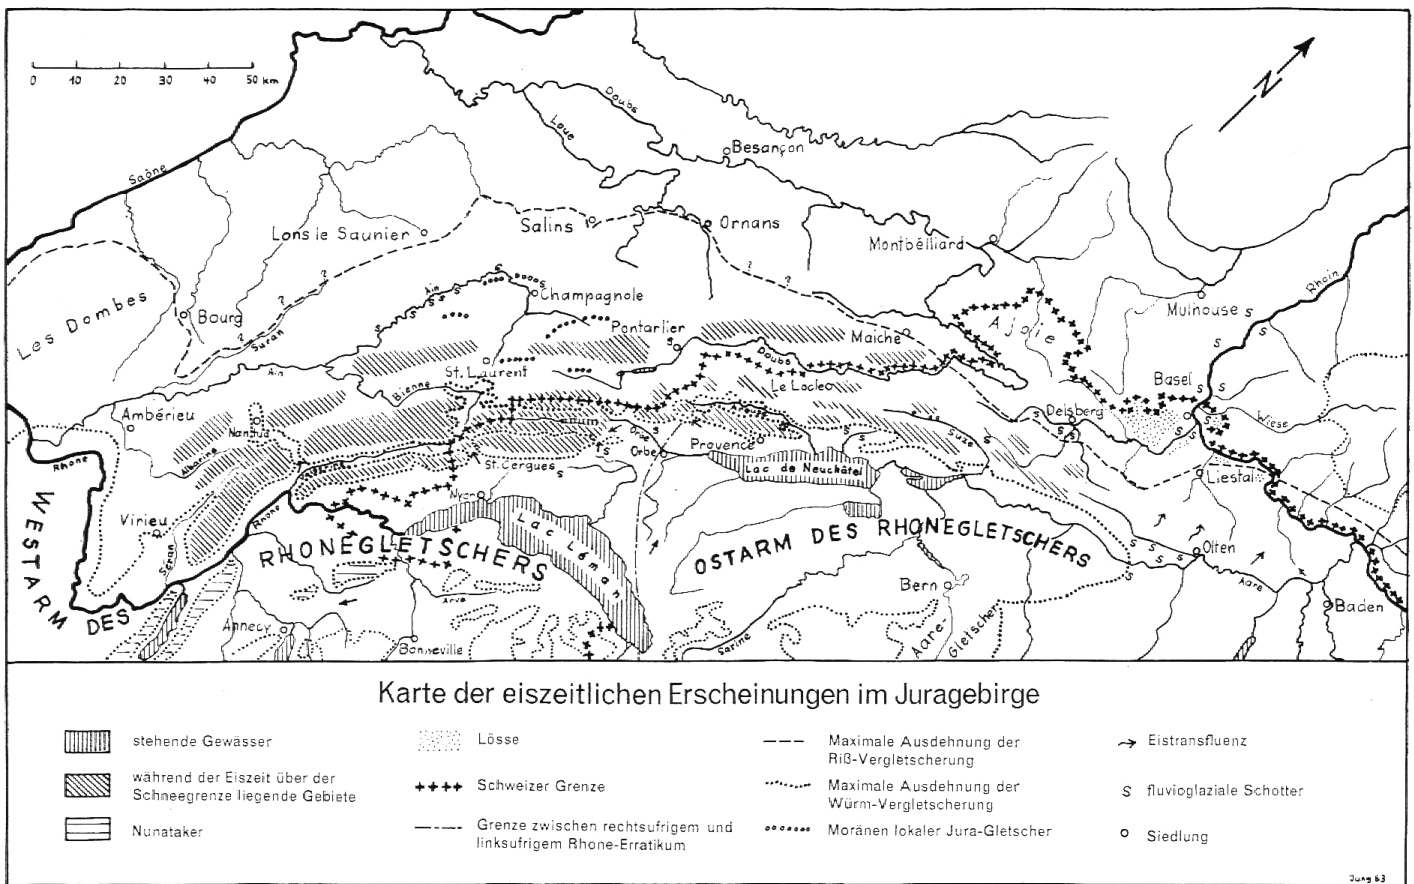 0 10 20 30 40 50 km
N
Doubs
Loue
Besançon
Saône
Lons le Saunier
Salins
Ornans
Montbéliard
Les Dombes
Bourg
?
?
?
?
?
Suran
Ain
Champagnole
Pontarlier
Maiche
Ajoie
Mulhouse
Rhein
Ain
St. Laurent
Bienne
Doubs
Le Locle
Basel
Wiese
Ambérieu
Nantua
Albarine
Valserine
Orbe
Orbe
Areuse
Provence
Suze
Delsberg
Liestal
Rhone
St. Cergues
Nyon
Lac de Neuchâtel
Virieu
Seran
Rhone
WESTARM DES RHONEGLETSCHERS
Lac Léman
OSTARM DES RHONEGLETSCHERS
Olten
Aare
Bern
?
Baden
Annecy
Arve
Bonneville
Sarine
Aare-Gletscher
Karte der eiszeitlichen Erscheinungen im Juragebirge
stehende Gewässer
während der Eiszeit über der
Schneegrenze liegende Gebiete
Nunataker
Lösse
Schweizer Grenze
Grenze zwischen rechtsufrigem und
linksufrigem Rhone-Erratikum
Maximale Ausdehnung der
Riß-Vergletscherung
Maximale Ausdehnung der
Würm-Vergletscherung
Moränen lokaler Jura-Gletscher
Eistransfluenz
S fluvioglaziale Schotter
Siedlung
Jung 63